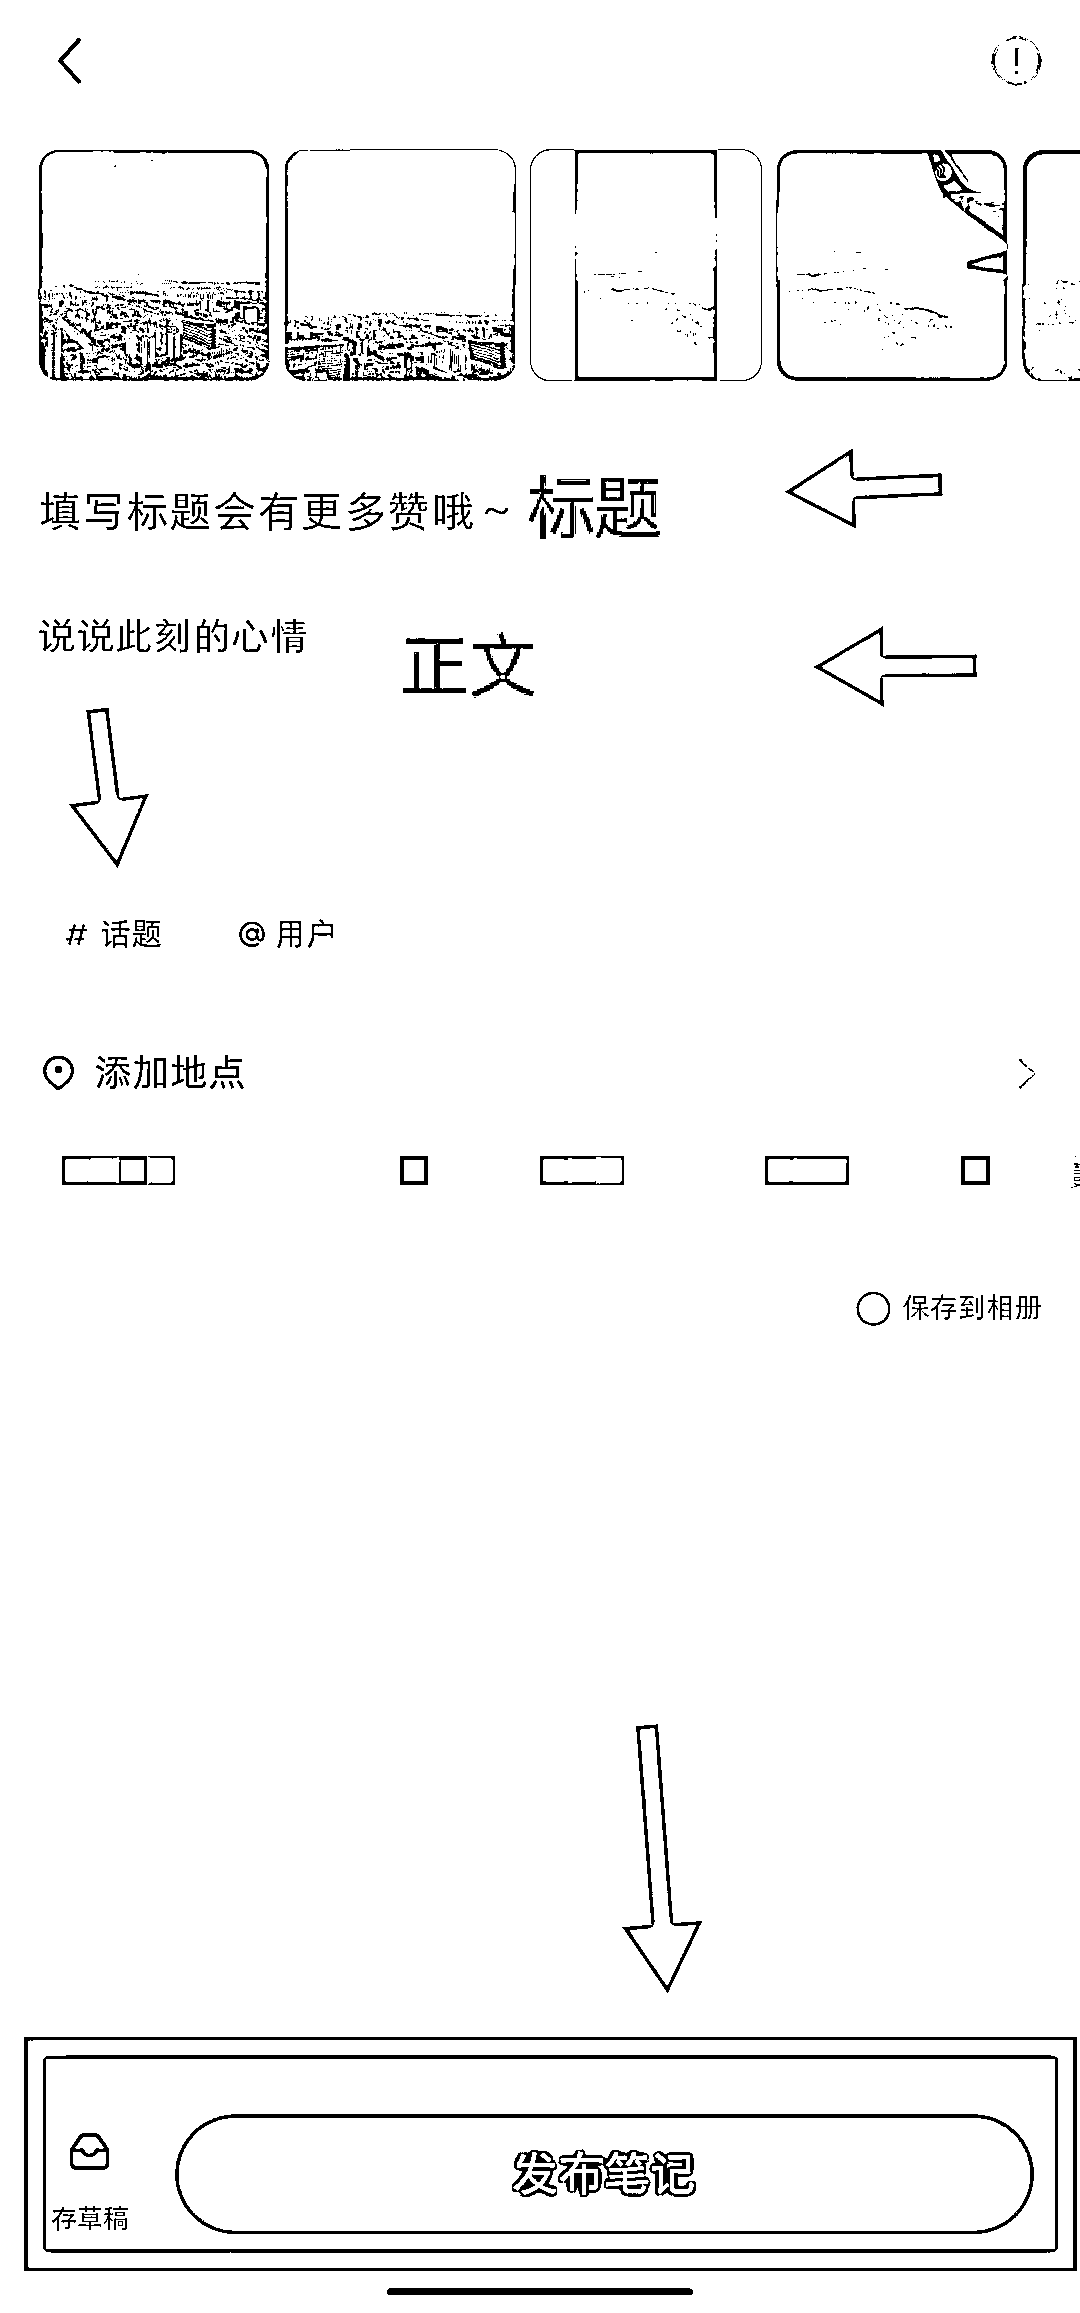 填写标题会有更多赞哦~ 标题
说说此刻的心情
正文
# 话题 @ 用户
添加地点
保存到相册
发布笔记
存草稿